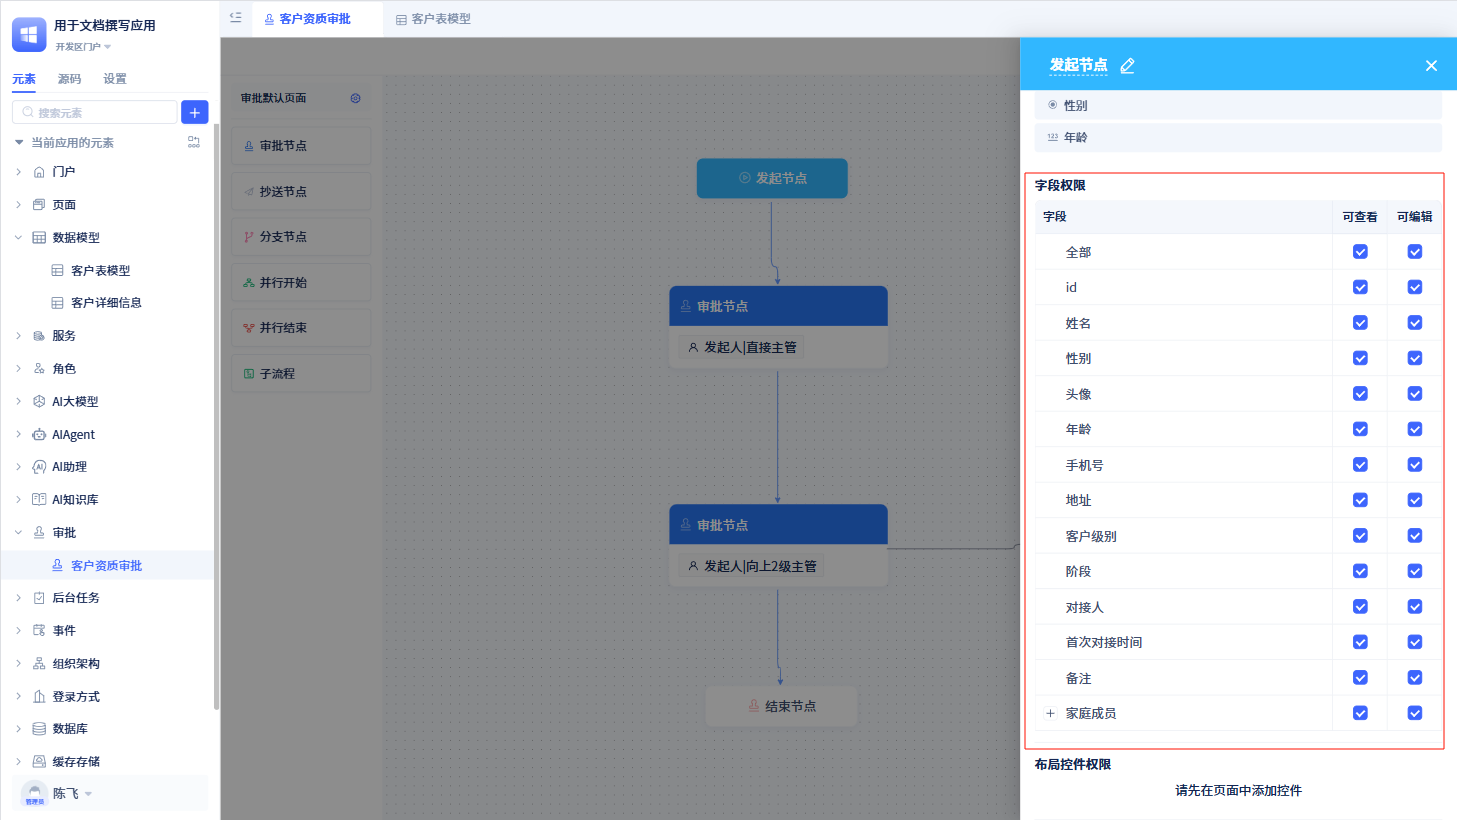 用于文档撰写应用
开发区门户
元素 源码 设置
搜索元素
当前应用的元素
门户
页面
数据模型
客户表模型
客户详细信息
服务
角色
AI大模型
AIAgent
AI助理
AI知识库
审批
客户资质审批
后台任务
事件
组织架构
登录方式
数据库
缓存存储
管理员
陈飞
客户资质审批 客户表模型
审批默认页面
审批节点
抄送节点
分支节点
并行开始
并行结束
子流程
发起节点
审批节点
发起人|直接主管
审批节点
发起人|向上2级主管
结束节点
发起节点
性别
123 年龄
字段权限
字段 可查看 可编辑
全部
id
姓名
性别
头像
年龄
手机号
地址
客户级别
阶段
对接人
首次对接时间
备注
家庭成员
布局控件权限
请先在页面中添加控件